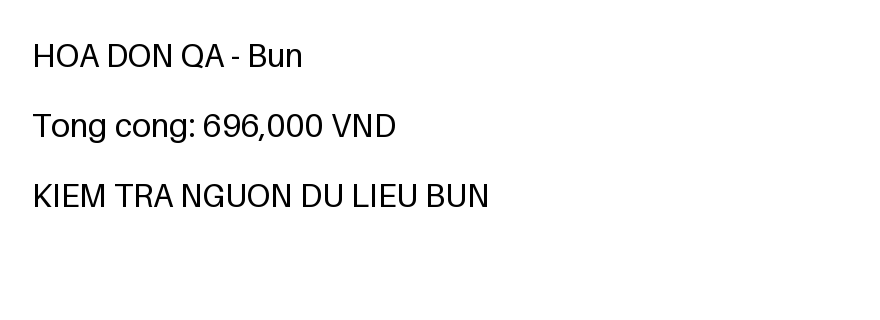 HOA DON QA - Bun
Tong cong: 696,000 VND
KIEM TRA NGUON DU LIEU BUN